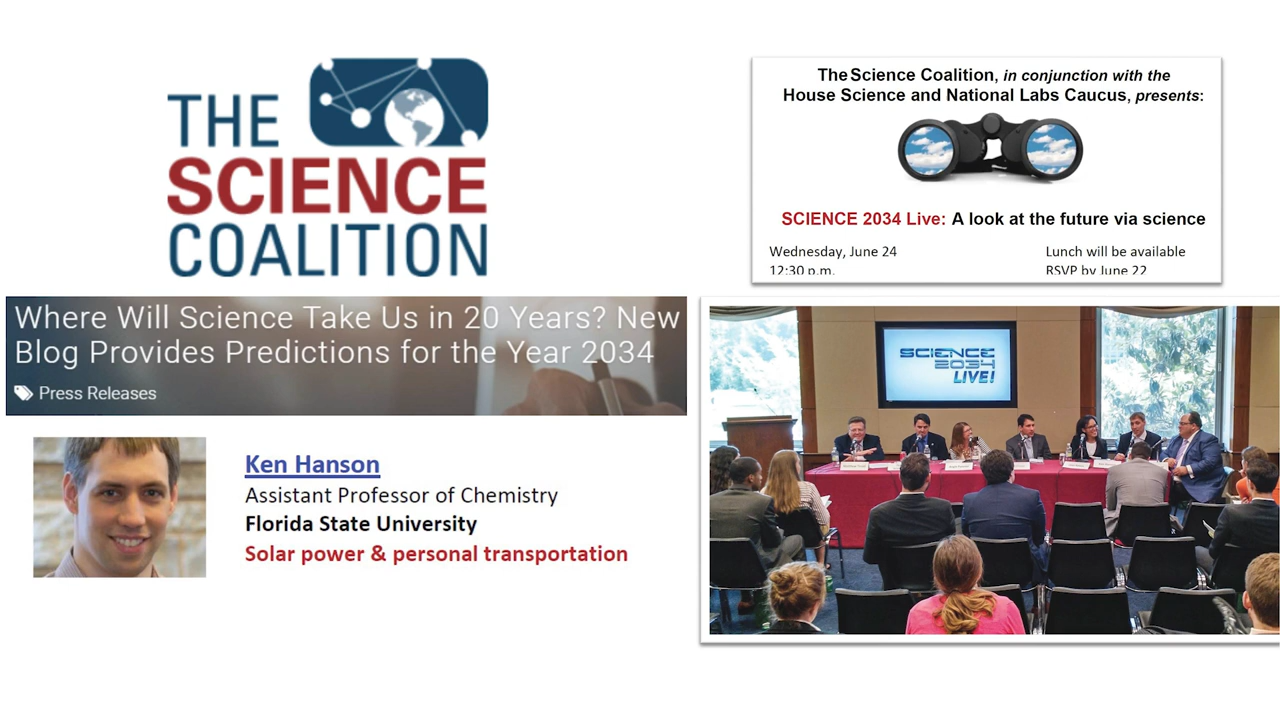 THE
SCIENCE
COALITION
The Science Coalition, in conjunction with the
House Science and National Labs Caucus, presents:
SCIENCE 2034 Live: A look at the future via science
Wednesday, June 24
12:30 p.m.
Lunch will be available
RSVP by June 22
Where Will Science Take Us in 20 Years? New
Blog Provides Predictions for the Year 2034
Press Releases
Ken Hanson
Assistant Professor of Chemistry
Florida State University
Solar power & personal transportation
SCIENCE
2034
LIVE!